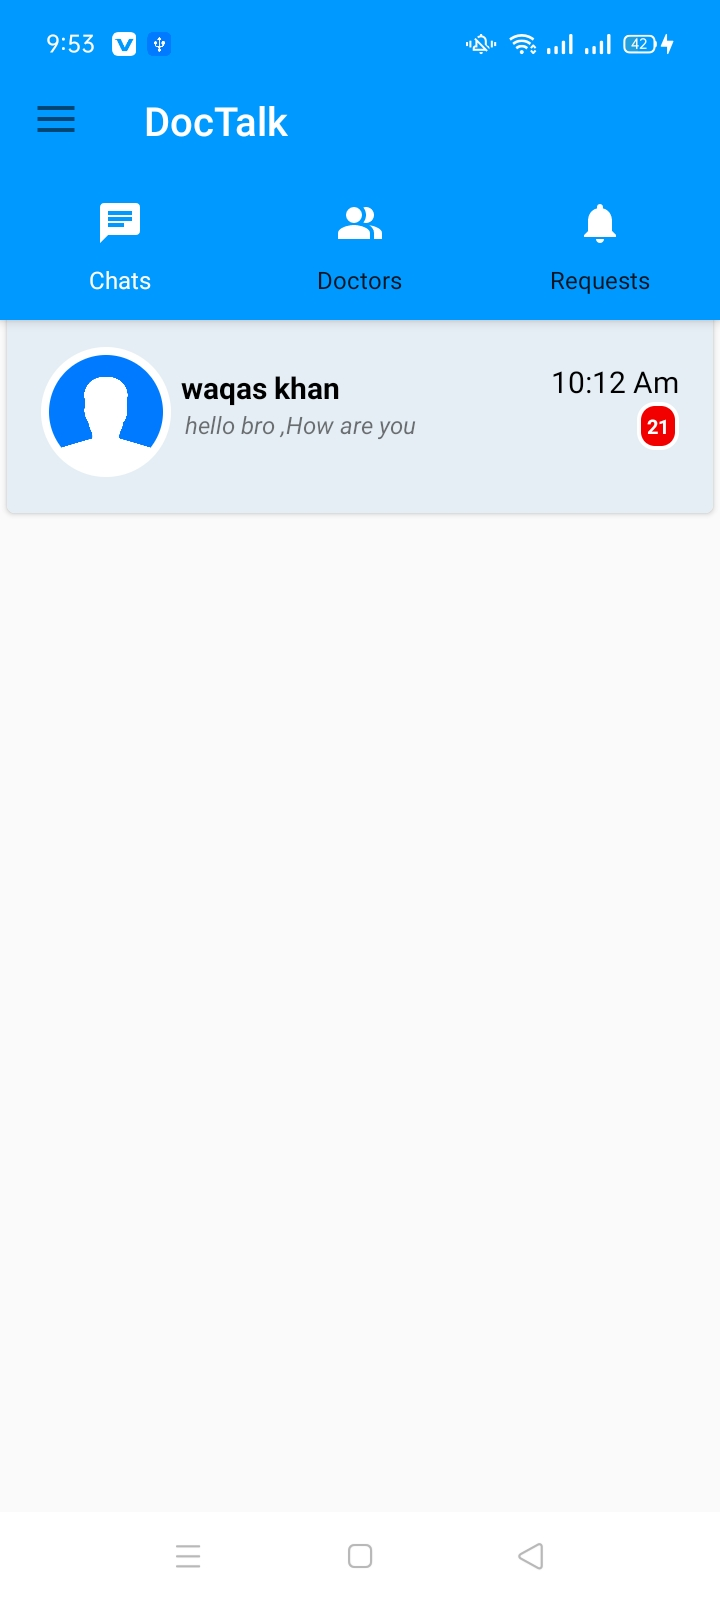 9:53
42
DocTalk
Chats
Doctors
Requests
waqas khan
10:12 Am
hello bro ,How are you
21